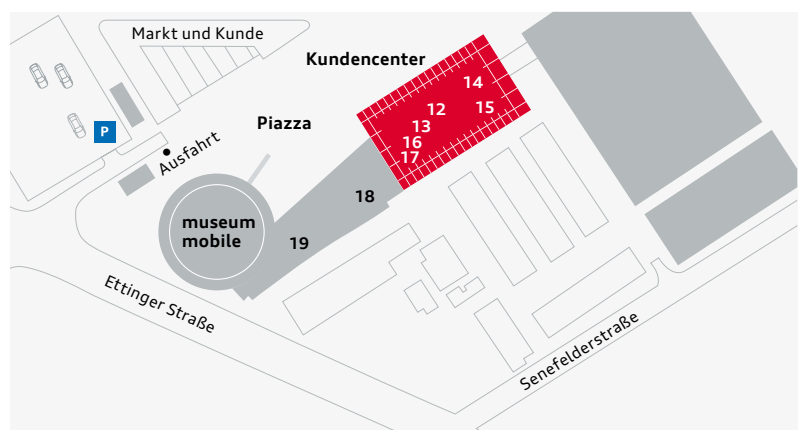 Markt und Kunde
Kundencenter
14
12
15
P
Piazza
13
16
Ausfahrt
17
18
museum
mobile
19
Ettinger Straße
Senefelderstraße